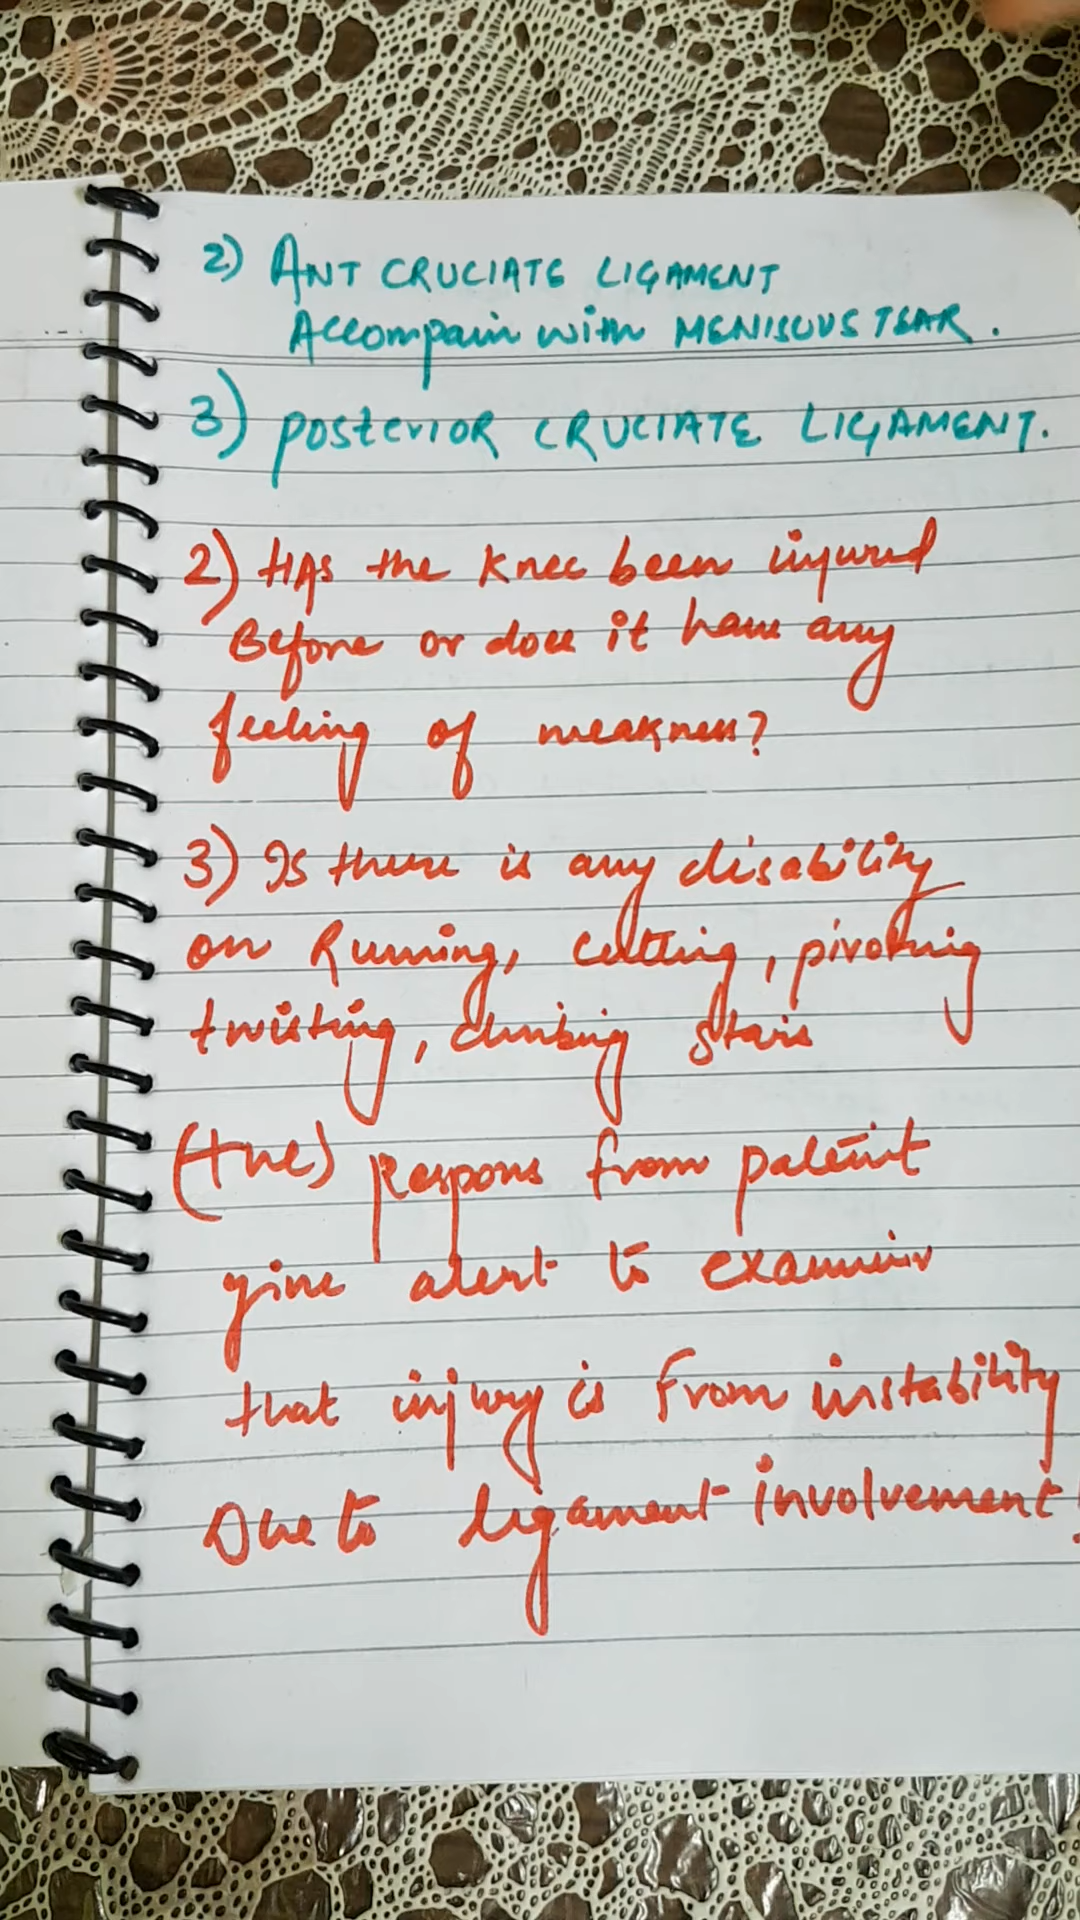 2) ANT CRUCIATE LIGAMENT
Accompain with MENISCUS TEAR.
3) POSterIOR CRUCIATE LIGAMENT.
2) HAs the knee been injured
Before or does it have any
feeling of weakness?
3) Is there is any disability
on Running, cutting, pivoting
twisting, climbing stairs
(+ve) Respons from patient
give alert to examiner
that injury is from instability
Due to ligament involvement!